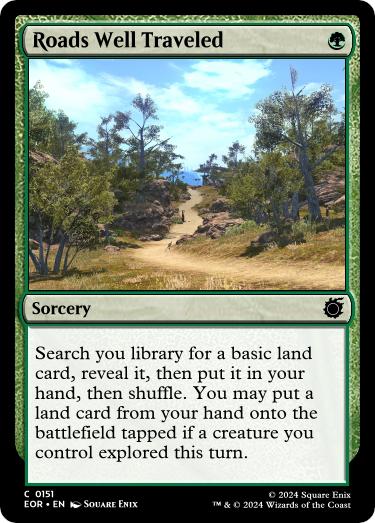 Roads Well Traveled
Sorcery
Search you library for a basic land
card, reveal it, then put it in your
hand, then shuffle. You may put a
land card from your hand onto the
battlefield tapped if a creature you
control explored this turn.
C 0151
EOR • EN Square Enix
© 2024 Square Enix
™ & © 2024 Wizards of the Coast